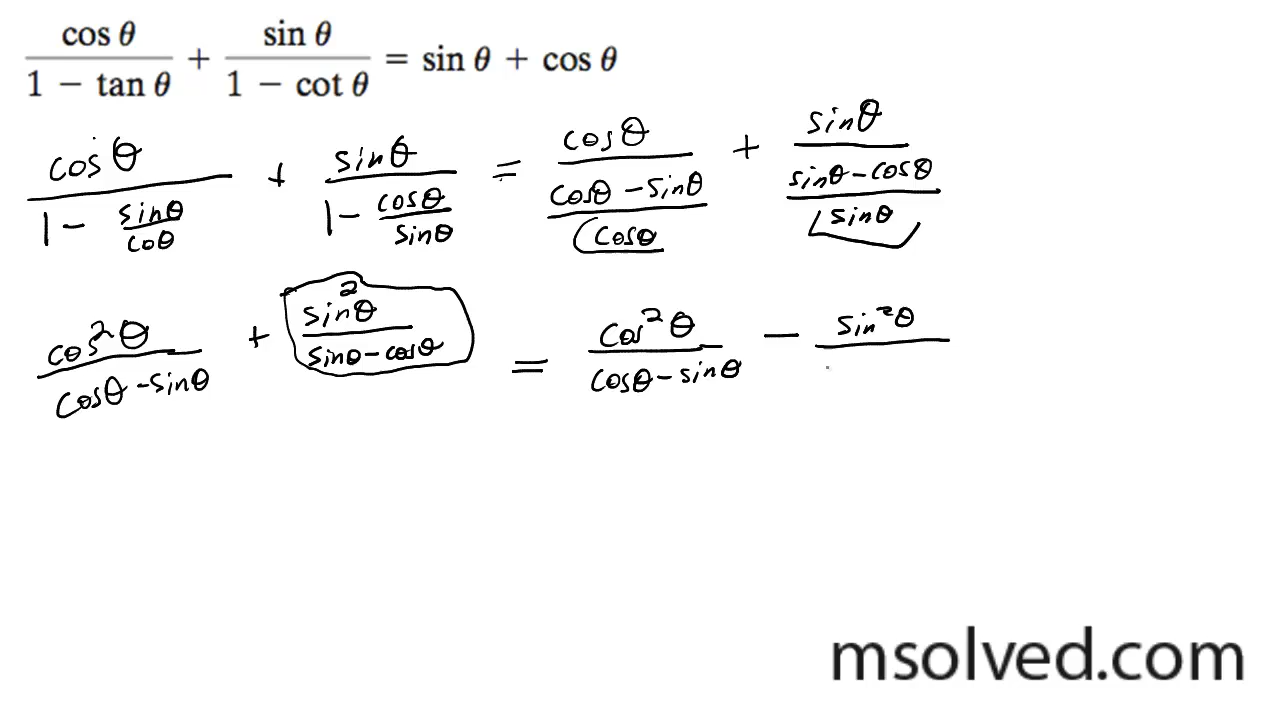 cos θ / (1 − tan θ) + sin θ / (1 − cot θ) = sin θ + cos θ
cosθ / (1 − sinθ/coθ) + sinθ / (1 − cosθ/sinθ) = cosθ / ((cosθ − sinθ)/cosθ) + sinθ / ((sinθ − cosθ)/sinθ)
cos²θ / (cosθ − sinθ) + sin²θ / (sinθ − cosθ) = cos²θ / (cosθ − sinθ) − sin²θ /
msolved.com